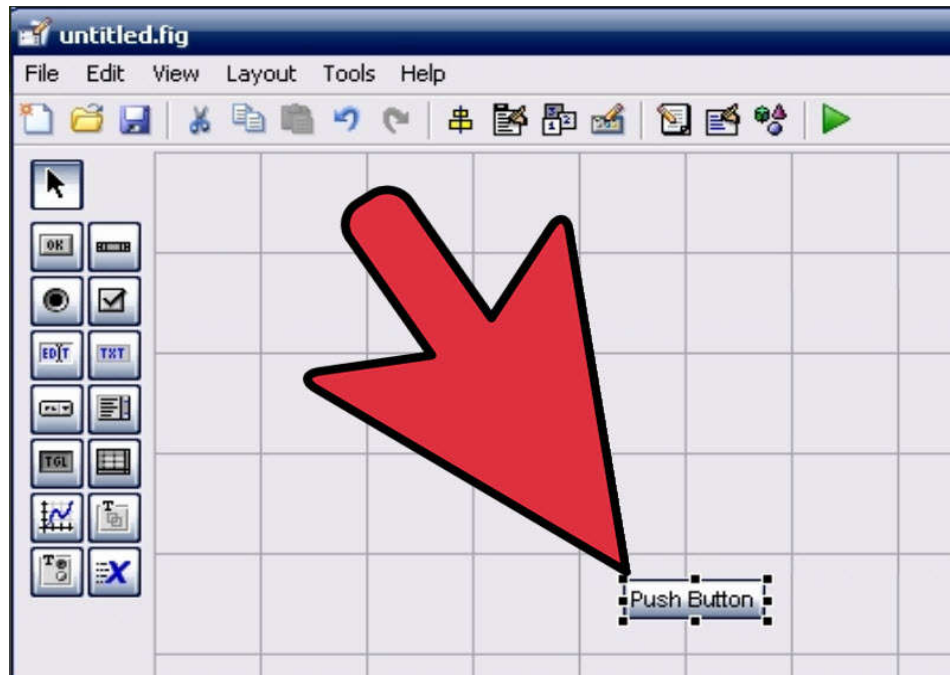 untitled.fig
File Edit View Layout Tools Help
OK
EDIT TXT
TGL
T
T X
Push Button